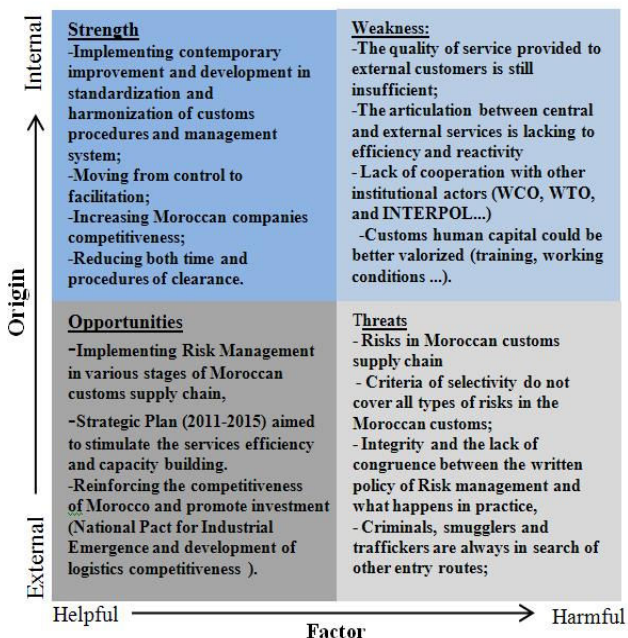 Internal
Origin
External
Strength
-Implementing contemporary
improvement and development in
standardization and
harmonization of customs
procedures and management
system;
-Moving from control to
facilitation;
-Increasing Moroccan companies
competitiveness;
-Reducing both time and
procedures of clearance.
Weakness:
-The quality of service provided to
external customers is still
insufficient;
-The articulation between central
and external services is lacking to
efficiency and reactivity
- Lack of cooperation with other
institutional actors (WCO, WTO,
and INTERPOL...)
-Customs human capital could be
better valorized (training, working
conditions ...).
Opportunities
-Implementing Risk Management
in various stages of Moroccan
customs supply chain,
-Strategic Plan (2011-2015) aimed
to stimulate the services efficiency
and capacity building.
-Reinforcing the competitiveness
of Morocco and promote investment
(National Pact for Industrial
Emergence and development of
logistics competitiveness ).
Threats
- Risks in Moroccan customs
supply chain
- Criteria of selectivity do not
cover all types of risks in the
Moroccan customs;
- Integrity and the lack of
congruence between the written
policy of Risk management and
what happens in practice,
- Criminals, smugglers and
traffickers are always in search of
other entry routes;
Helpful
Factor
Harmful